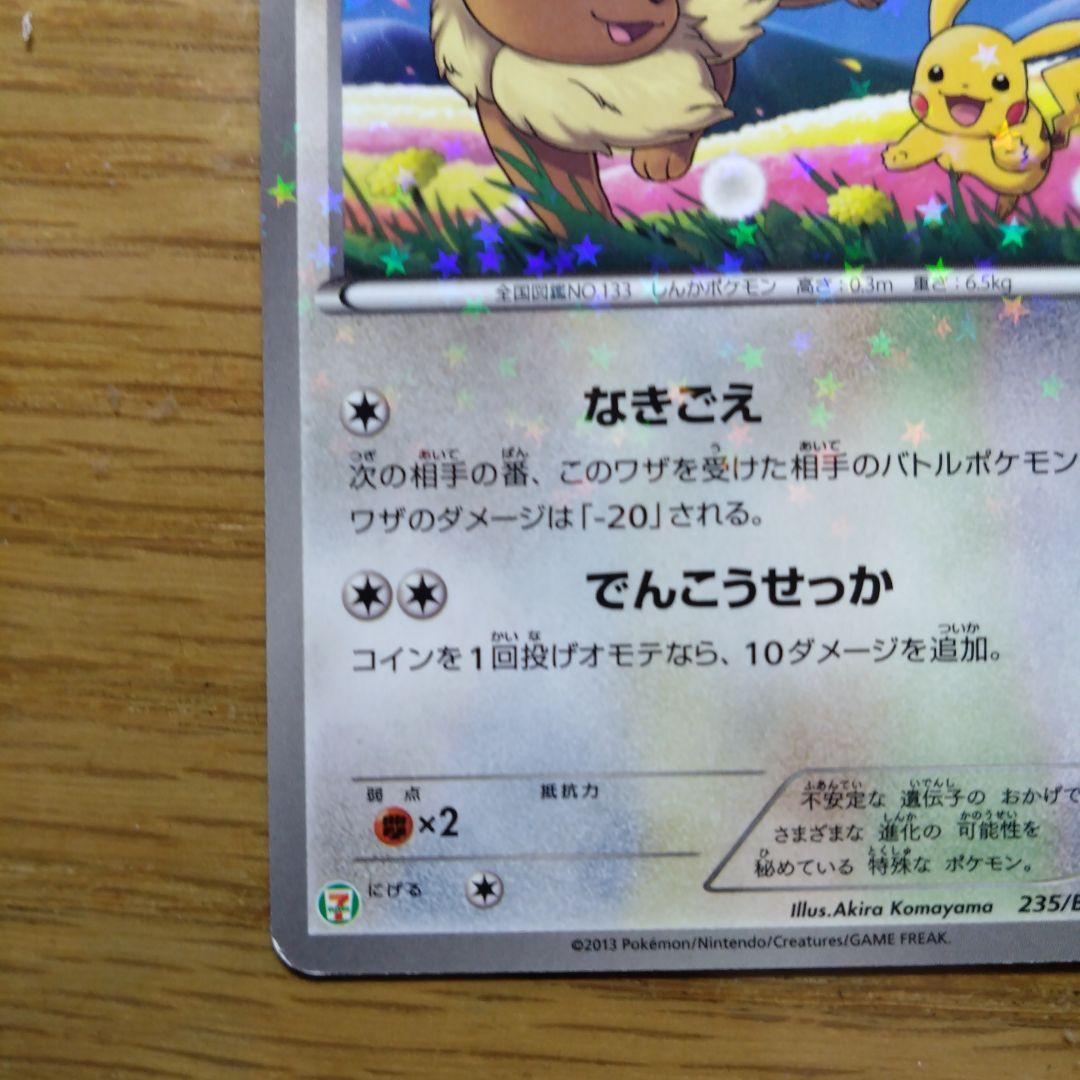 全国図鑑NO.133 しんかポケモン 高さ:0.3m 重さ:6.5kg
なきごえ
次の相手の番、このワザを受けた相手のバトルポケモン
ワザのダメージは「-20」される。
でんこうせっか
コインを1回投げオモテなら、10ダメージを追加。
弱点 抵抗力
×2
不安定な 遺伝子の おかげで
さまざまな 進化の 可能性を
秘めている 特殊な ポケモン。
にげる
7
Illus.Akira Komayama 235/B
©2013 Pokémon/Nintendo/Creatures/GAME FREAK.